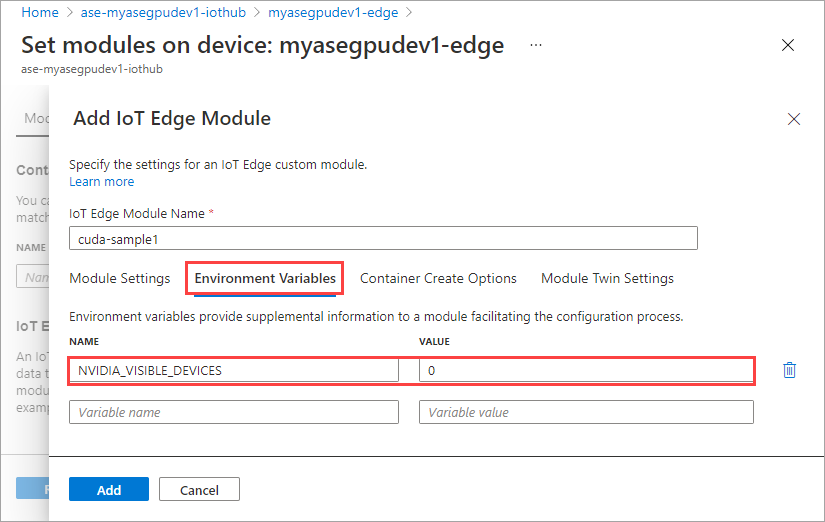 Home > ase-myasegpudev1-iothub > myasegpudev1-edge >
Set modules on device: myasegpudev1-edge ...
ase-myasegpudev1-iothub
Mod
Add IoT Edge Module
Conta
Specify the settings for an IoT Edge custom module.
You ca
Learn more
match
IoT Edge Module Name *
NAME
cuda-sample1
Nam
Module Settings Environment Variables Container Create Options Module Twin Settings
IoT E
Environment variables provide supplemental information to a module facilitating the configuration process.
NAME VALUE
An IoT
data t
NVIDIA_VISIBLE_DEVICES 0
modu
examp
Variable name Variable value
Add Cancel